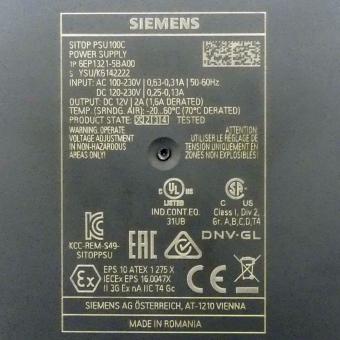 SIEMENS
SITOP PSU100C
POWER SUPPLY
1P 6EP1321-5BA00
S YSU/K6142222
INPUT: AC 100-230V | 0,63-0,31A | 50-60Hz
DC 120-230V | 0,25-0,13A
OUTPUT: DC 12V | 2A (1,6A DERATED)
TEMP (SRNDG. AIR) -20..60°C (70°C DERATED)
PRODUCT STATE: TESTED
OPERATE VOLTAGE
ADJUSTMENT
IN NON-HAZARDOUS
AREAS ONLY!
UTILISER LE RÉGLAGE DE
TENSION UNIQUEMENT EN
ZONES NON EXPLOSIBLES!
C UL US
LISTED
IND.CONT.EQ.
31UB
C US
Class I, Div 2,
Gr. A,B,C,D,T4
KCC-REM-S49-
SITOPPSU
EAC
CE
DNV-GL
Ex
EPS 10 ATEX 1 275 X
IECEx EPS 16.0047X
II 3G Ex nA IIC T4 Gc
SIEMENS AG ÖSTERREICH, AT-1210 VIENNA
MADE IN ROMANIA